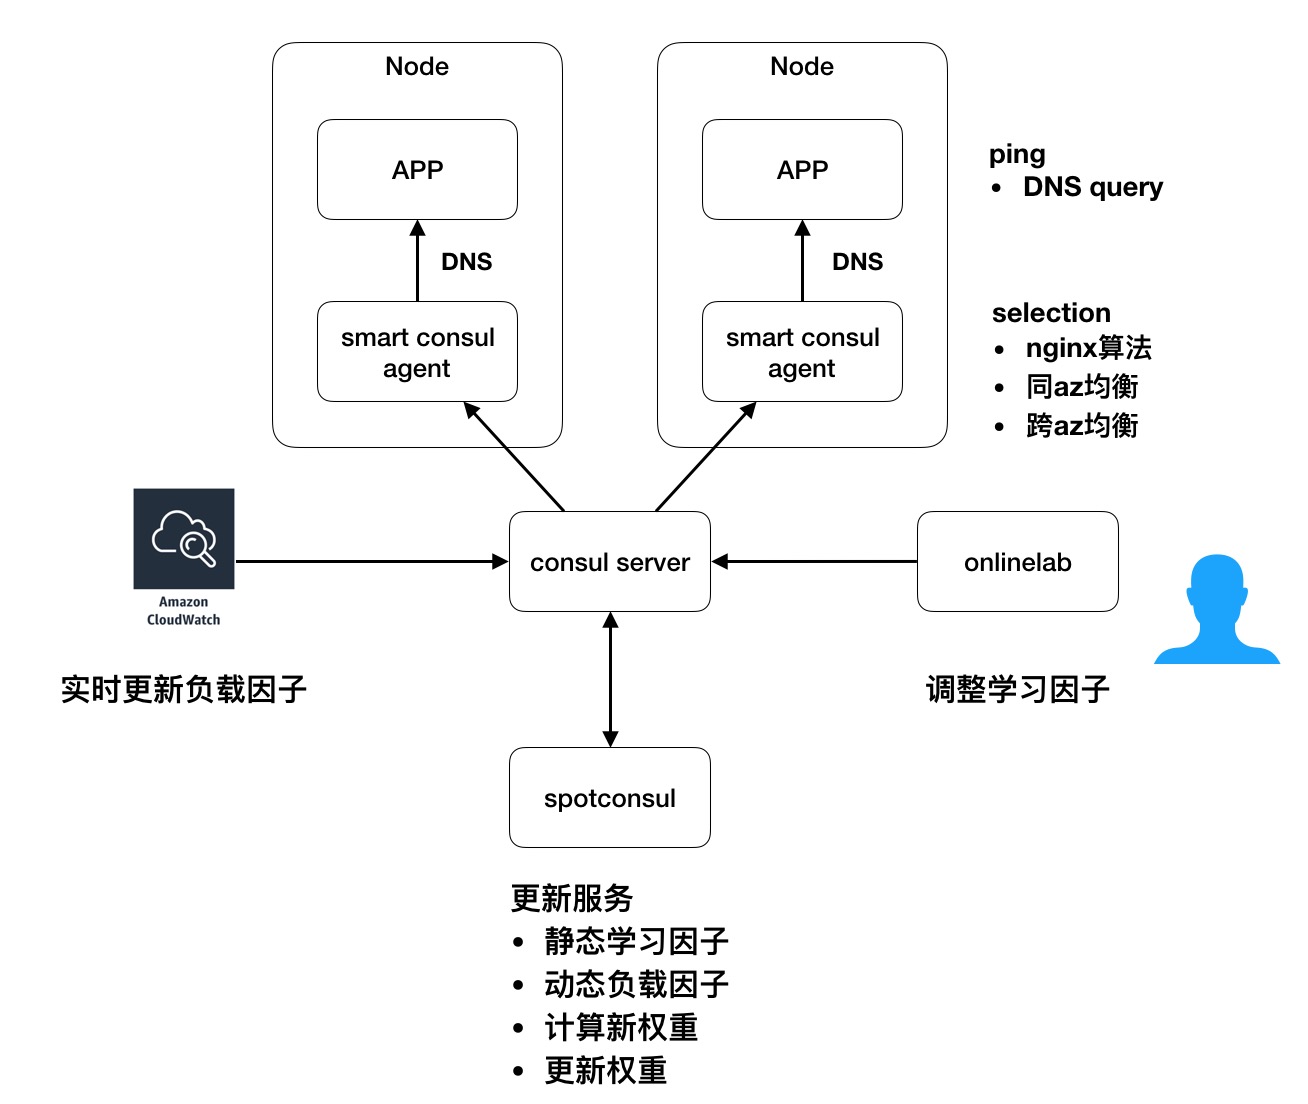 Node
Node
APP
APP
ping
• DNS query
DNS
DNS
smart consul
agent
smart consul
agent
selection
• nginx算法
• 同az均衡
• 跨az均衡
Amazon
CloudWatch
consul server
onlinelab
实时更新负载因子
调整学习因子
spotconsul
更新服务
• 静态学习因子
• 动态负载因子
• 计算新权重
• 更新权重